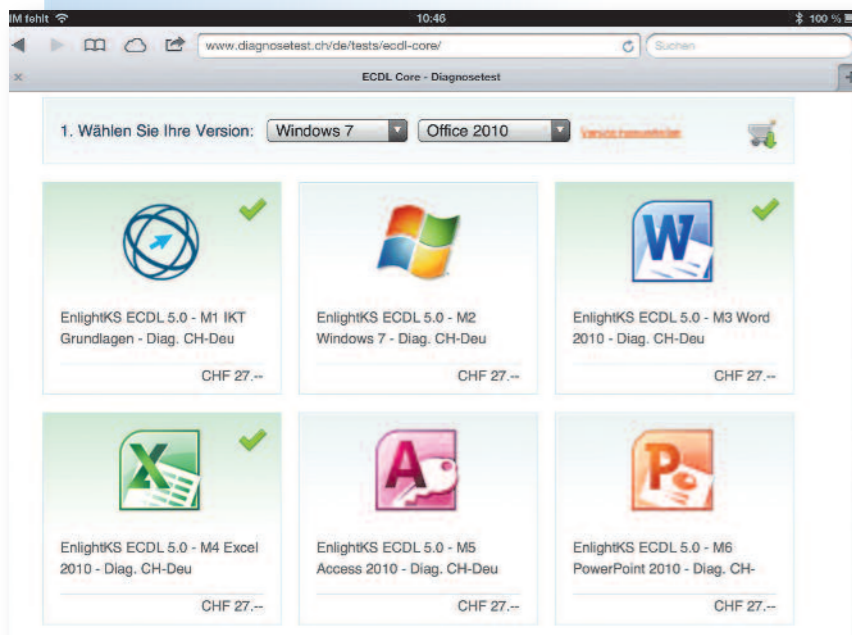 IM fehlt 10:46 100 %
www.diagnosetest.ch/de/tests/ecdl-core/ Suchen
ECDL Core - Diagnosetest
1. Wählen Sie Ihre Version: Windows 7 Office 2010
W
EnlightKS ECDL 5.0 - M1 IKT
Grundlagen - Diag. CH-Deu
CHF 27.--
EnlightKS ECDL 5.0 - M2
Windows 7 - Diag. CH-Deu
CHF 27.--
EnlightKS ECDL 5.0 - M3 Word
2010 - Diag. CH-Deu
CHF 27.--
X
A
P
EnlightKS ECDL 5.0 - M4 Excel
2010 - Diag. CH-Deu
CHF 27.--
EnlightKS ECDL 5.0 - M5
Access 2010 - Diag. CH-Deu
CHF 27.--
EnlightKS ECDL 5.0 - M6
PowerPoint 2010 - Diag. CH-
CHF 27.--